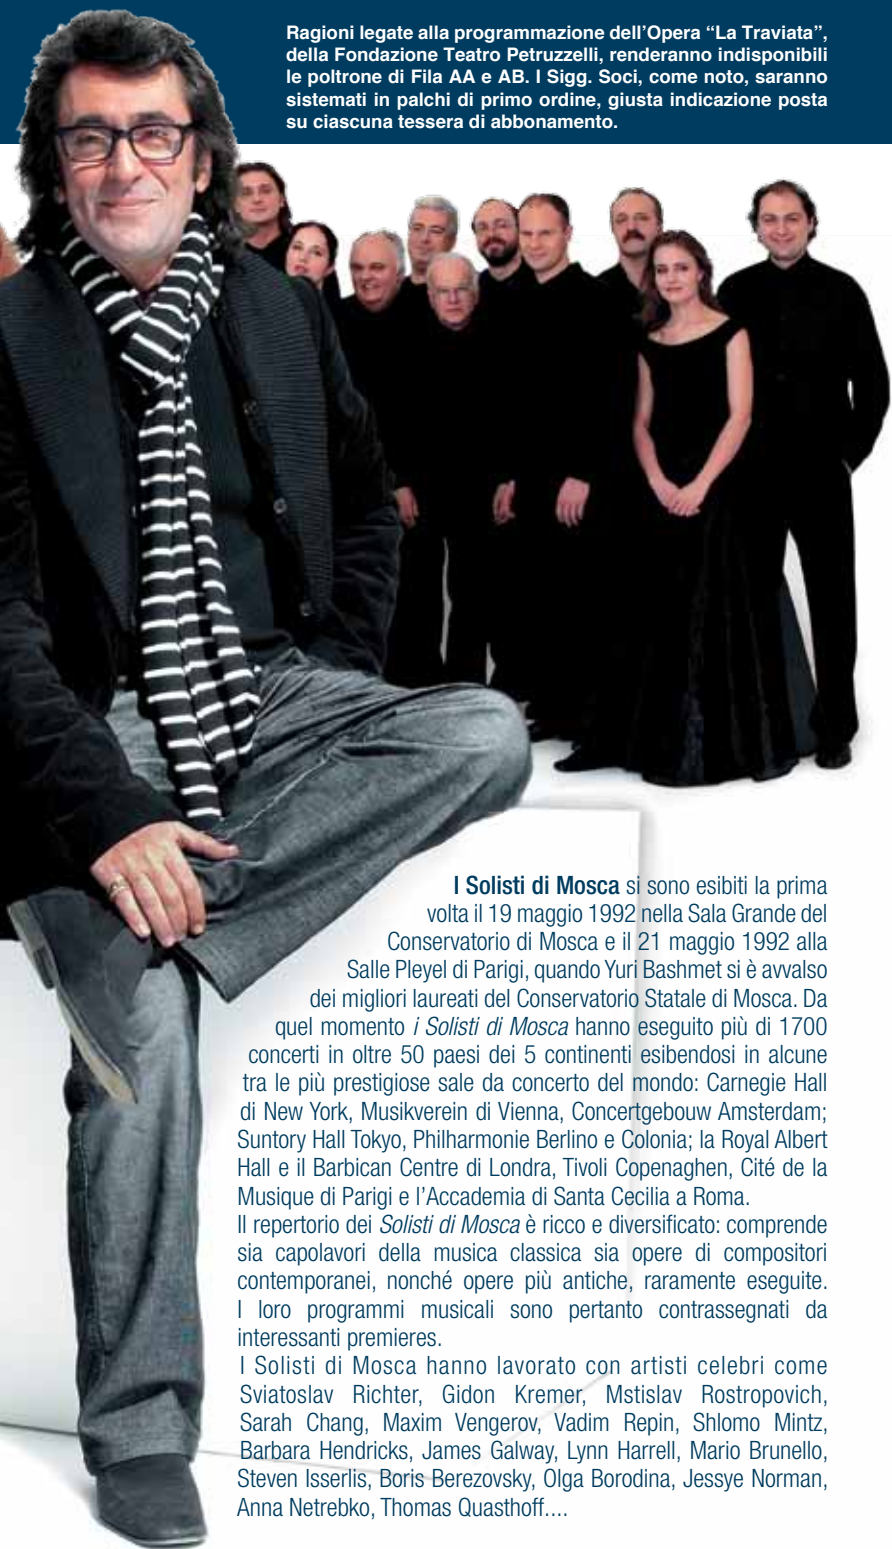 Ragioni legate alla programmazione dell’Opera “La Traviata”,
della Fondazione Teatro Petruzzelli, renderanno indisponibili
le poltrone di Fila AA e AB. I Sigg. Soci, come noto, saranno
sistemati in palchi di primo ordine, giusta indicazione posta
su ciascuna tessera di abbonamento.
I Solisti di Mosca si sono esibiti la prima
volta il 19 maggio 1992 nella Sala Grande del
Conservatorio di Mosca e il 21 maggio 1992 alla
Salle Pleyel di Parigi, quando Yuri Bashmet si è avvalso
dei migliori laureati del Conservatorio Statale di Mosca. Da
quel momento i Solisti di Mosca hanno eseguito più di 1700
concerti in oltre 50 paesi dei 5 continenti esibendosi in alcune
tra le più prestigiose sale da concerto del mondo: Carnegie Hall
di New York, Musikverein di Vienna, Concertgebouw Amsterdam;
Suntory Hall Tokyo, Philharmonie Berlino e Colonia; la Royal Albert
Hall e il Barbican Centre di Londra, Tivoli Copenaghen, Cité de la
Musique di Parigi e l’Accademia di Santa Cecilia a Roma.
Il repertorio dei Solisti di Mosca è ricco e diversificato: comprende
sia capolavori della musica classica sia opere di compositori
contemporanei, nonché opere più antiche, raramente eseguite.
I loro programmi musicali sono pertanto contrassegnati da
interessanti premieres.
I Solisti di Mosca hanno lavorato con artisti celebri come
Sviatoslav Richter, Gidon Kremer, Mstislav Rostropovich,
Sarah Chang, Maxim Vengerov, Vadim Repin, Shlomo Mintz,
Barbara Hendricks, James Galway, Lynn Harrell, Mario Brunello,
Steven Isserlis, Boris Berezovsky, Olga Borodina, Jessye Norman,
Anna Netrebko, Thomas Quasthoff....